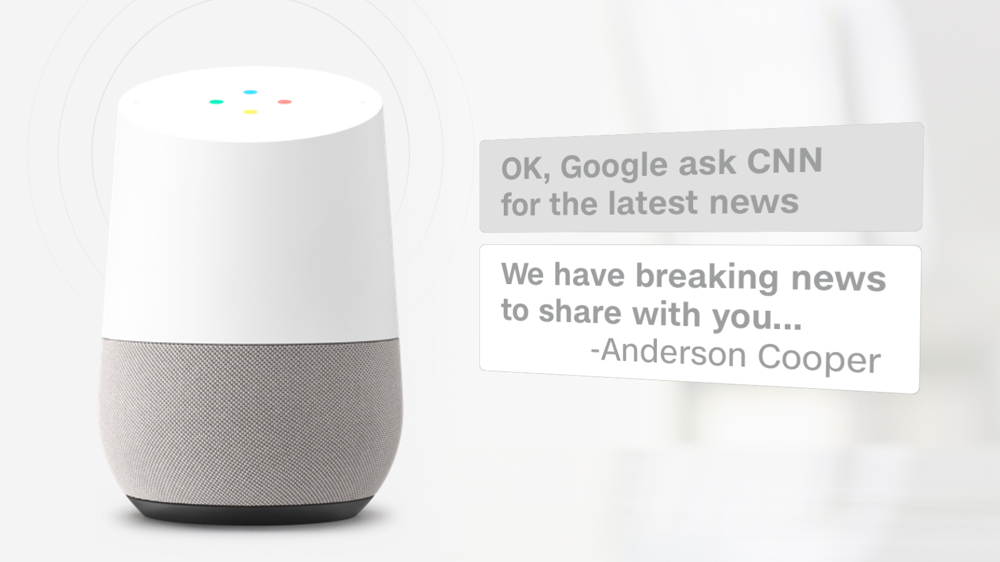 OK, Google ask CNN
for the latest news
We have breaking news
to share with you...
-Anderson Cooper